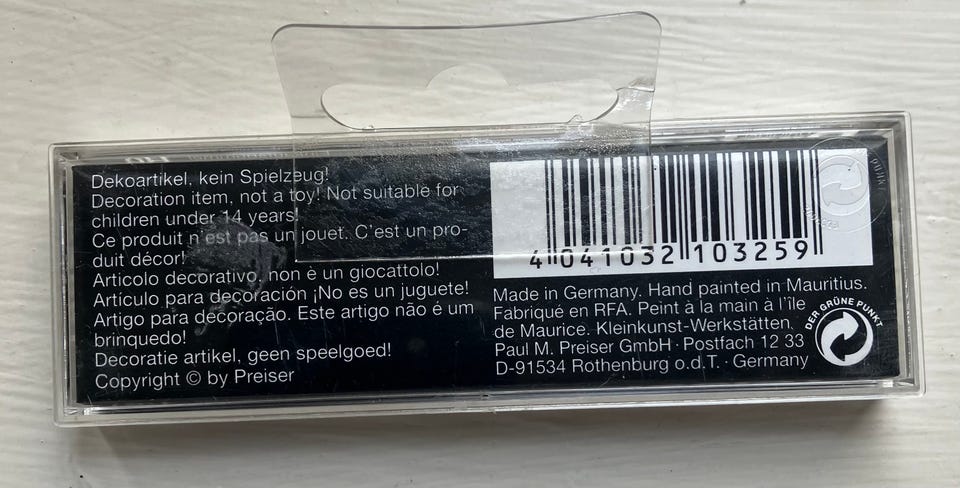 Dekoartikel, kein Spielzeug!
Decoration item, not a toy! Not suitable for
children under 14 years!
Ce produit n'est pas un jouet. C'est un pro-
duit décor!
Articolo decorativo, non è un giocattolo!
Artículo para decoración ¡No es un juguete!
Artigo para decoração. Este artigo não é um
brinquedo!
Decoratie artikel, geen speelgoed!
Copyright © by Preiser
4 041032 103259
Made in Germany. Hand painted in Mauritius.
Fabriqué en RFA. Peint à la main à l'île
de Maurice. Kleinkunst-Werkstätten,
Paul M. Preiser GmbH · Postfach 12 33
D-91534 Rothenburg o.d.T. · Germany
DER GRÜNE PUNKT